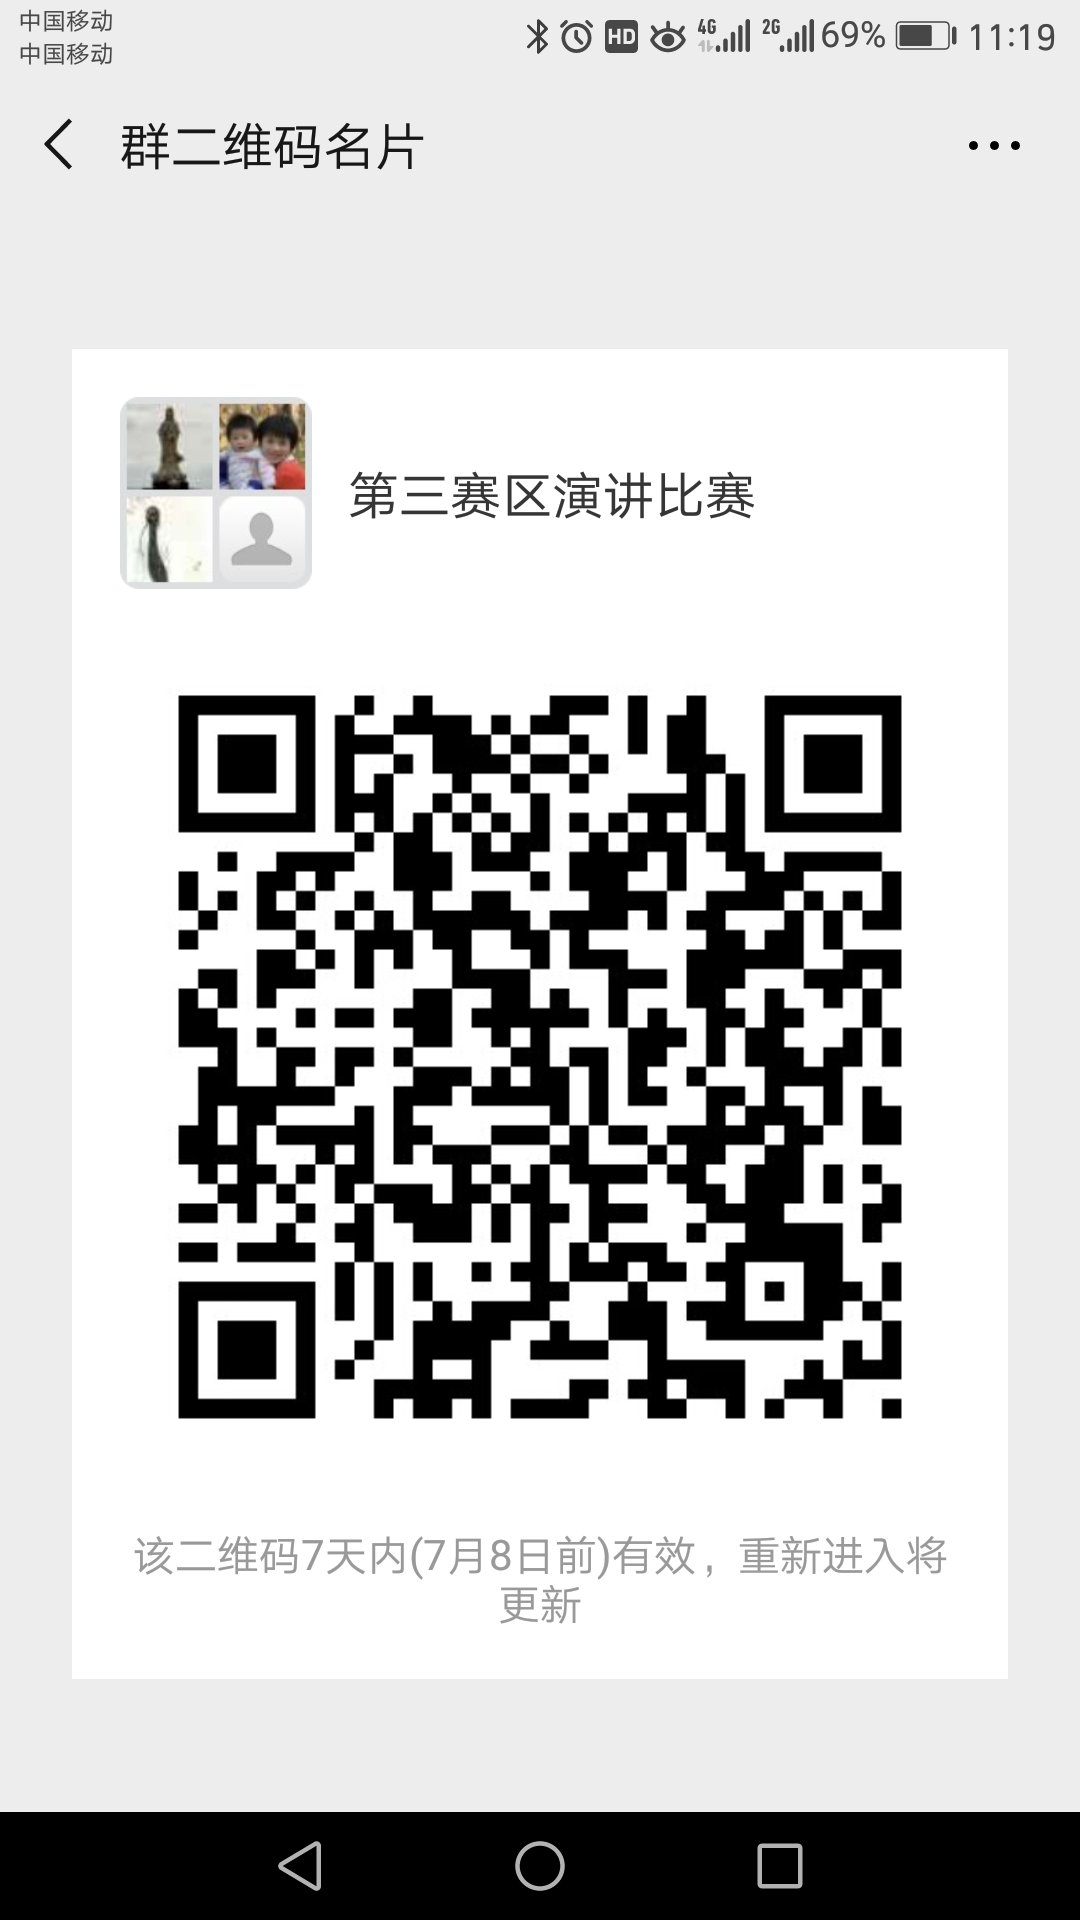 中国移动
中国移动
HD 4G 2G 69% 11:19
群二维码名片
第三赛区演讲比赛
该二维码7天内(7月8日前)有效，重新进入将
更新